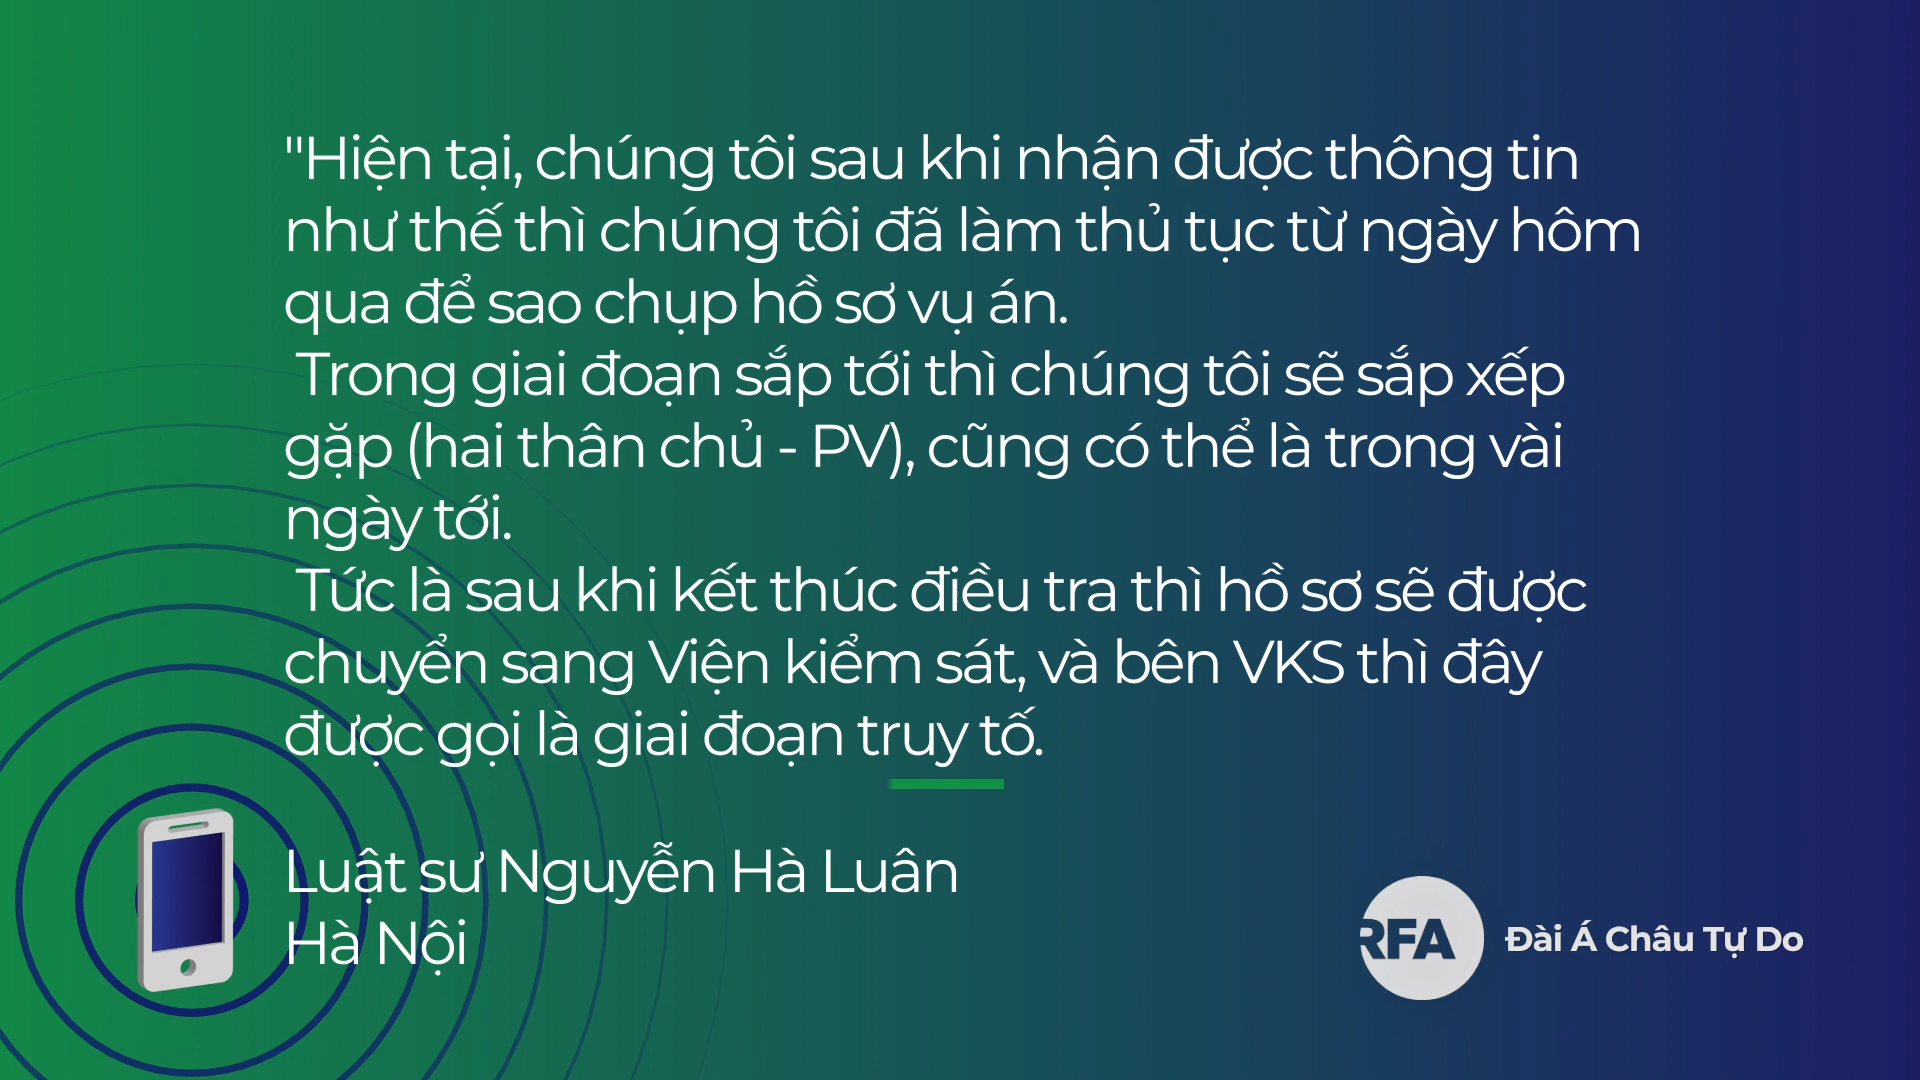 "Hiện tại, chúng tôi sau khi nhận được thông tin
như thế thì chúng tôi đã làm thủ tục từ ngày hôm
qua để sao chụp hồ sơ vụ án.
Trong giai đoạn sắp tới thì chúng tôi sẽ sắp xếp
gặp (hai thân chủ - PV), cũng có thể là trong vài
ngày tới.
Tức là sau khi kết thúc điều tra thì hồ sơ sẽ được
chuyển sang Viện kiểm sát, và bên VKS thì đây
được gọi là giai đoạn truy tố.
Luật sư Nguyễn Hà Luân
Hà Nội
RFA Đài Á Châu Tự Do